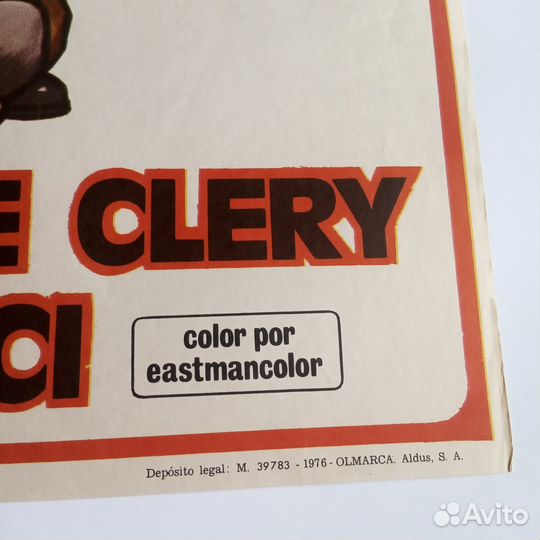 E CLERY
CI
color por
eastmancolor
Depósito legal: M. 39783 - 1976 - OLMARCA. Aldus, S. A.
Avito